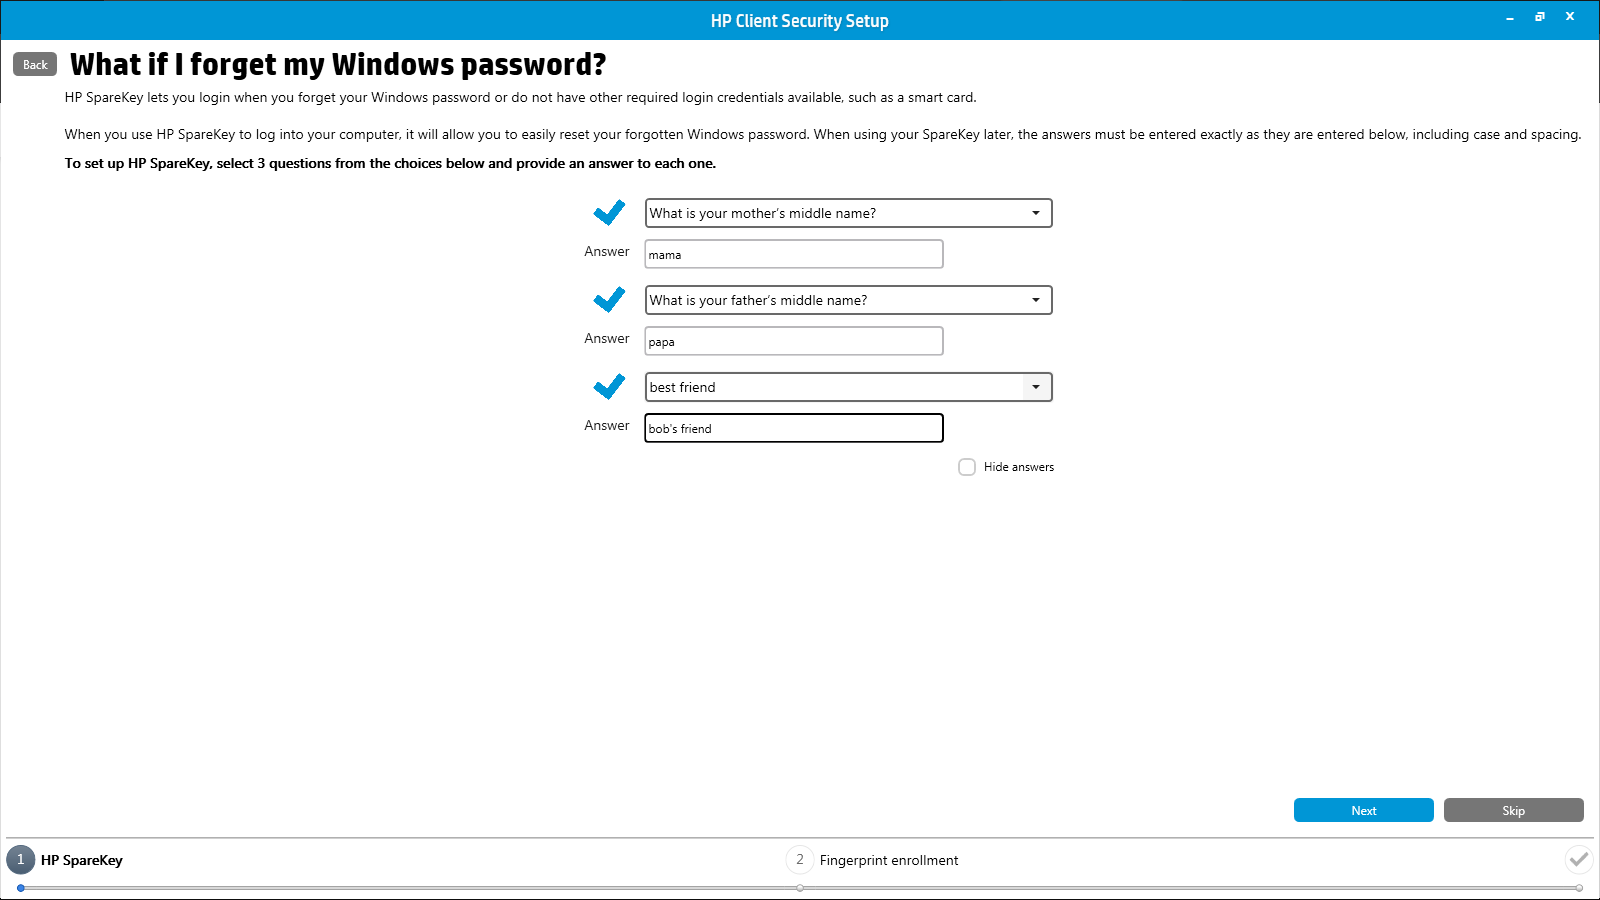 HP Client Security Setup
Back
What if I forget my Windows password?
HP SpareKey lets you login when you forget your Windows password or do not have other required login credentials available, such as a smart card.
When you use HP SpareKey to log into your computer, it will allow you to easily reset your forgotten Windows password. When using your SpareKey later, the answers must be entered exactly as they are entered below, including case and spacing.
To set up HP SpareKey, select 3 questions from the choices below and provide an answer to each one.
What is your mother’s middle name?
Answer mama
What is your father’s middle name?
Answer papa
best friend
Answer bob's friend
Hide answers
Next Skip
1 HP SpareKey 2 Fingerprint enrollment